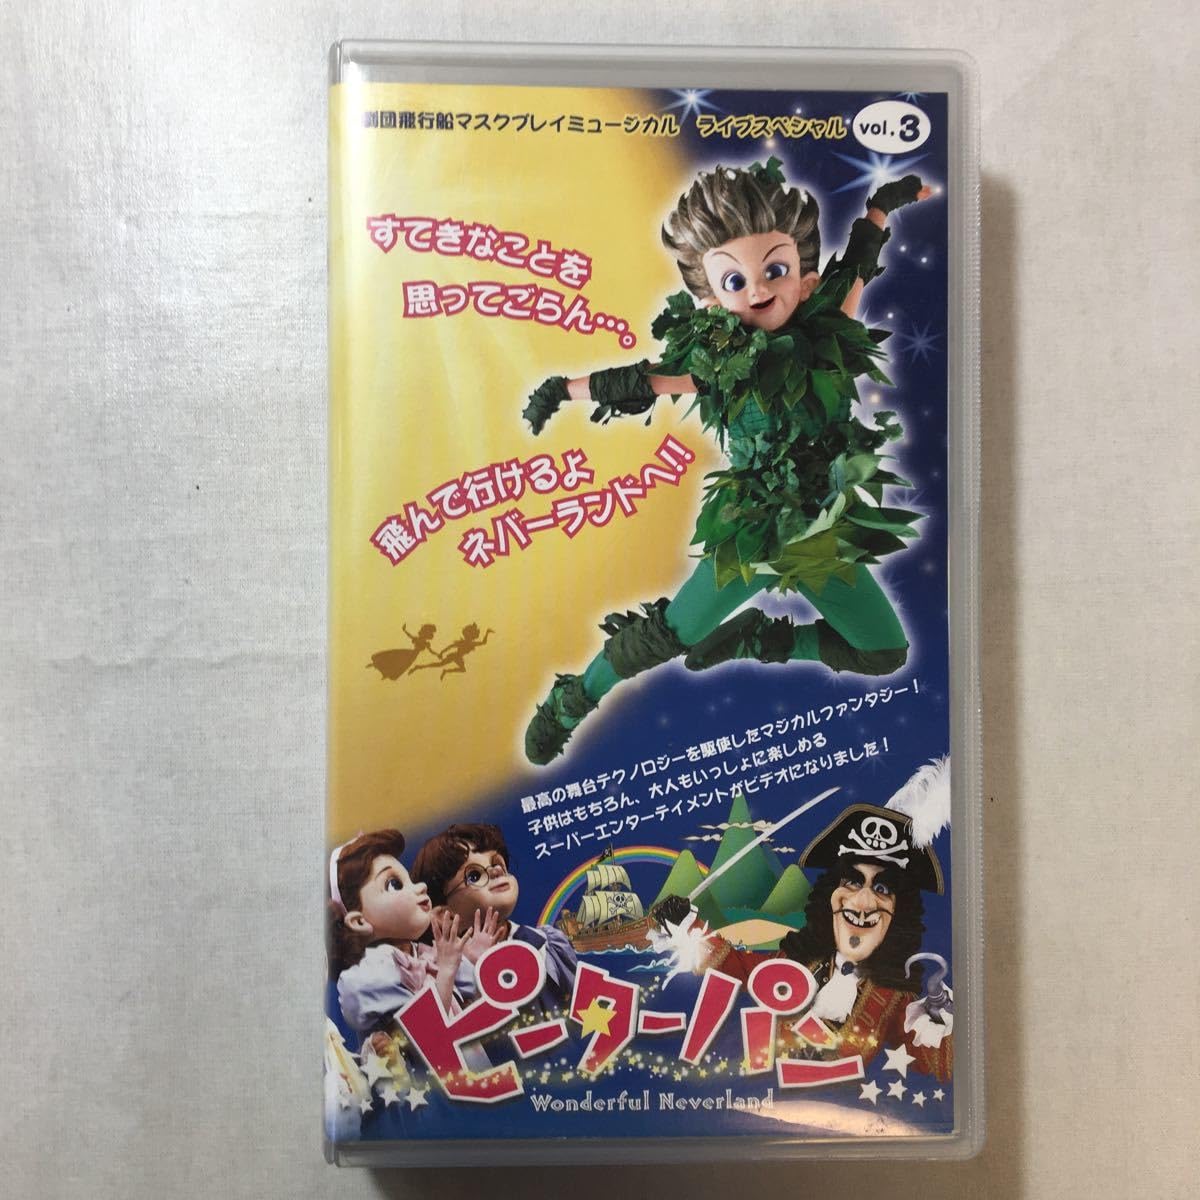 劇団飛行船マスクプレイミュージカル ライブスペシャル vol.3
すてきなことを
思ってごらん…。
飛んで行けるよ
ネバーランドへ!!
最高の舞台テクノロジーを駆使したマジカルファンタジー!
子供はもちろん、大人もいっしょに楽しめる
スーパーエンターテイメントがビデオになりました!
ピーターパン
Wonderful Neverland